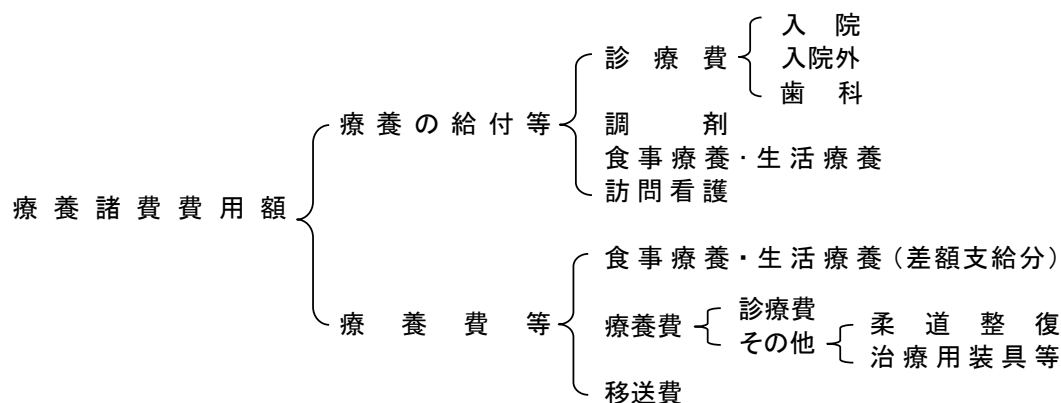 療養諸費費用額
療養の給付等
診療費
入院
入院外
歯科
調剤
食事療養・生活療養
訪問看護
療養費等
食事療養・生活療養（差額支給分）
療養費
診療費
その他
柔道整復
治療用装具等
移送費